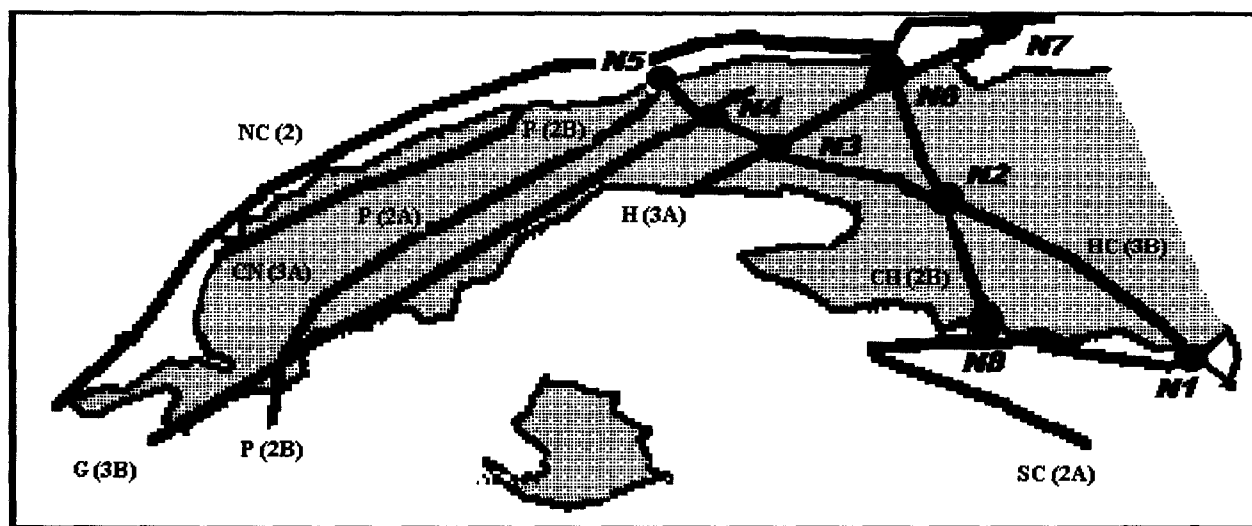 N7
N5
N6
N4
NC (2)
P (2B)
N3
N2
P (2A)
H (3A)
HC (3B)
CN (3A)
CH (2B)
N8
N1
P (2B)
G (3B)
SC (2A)